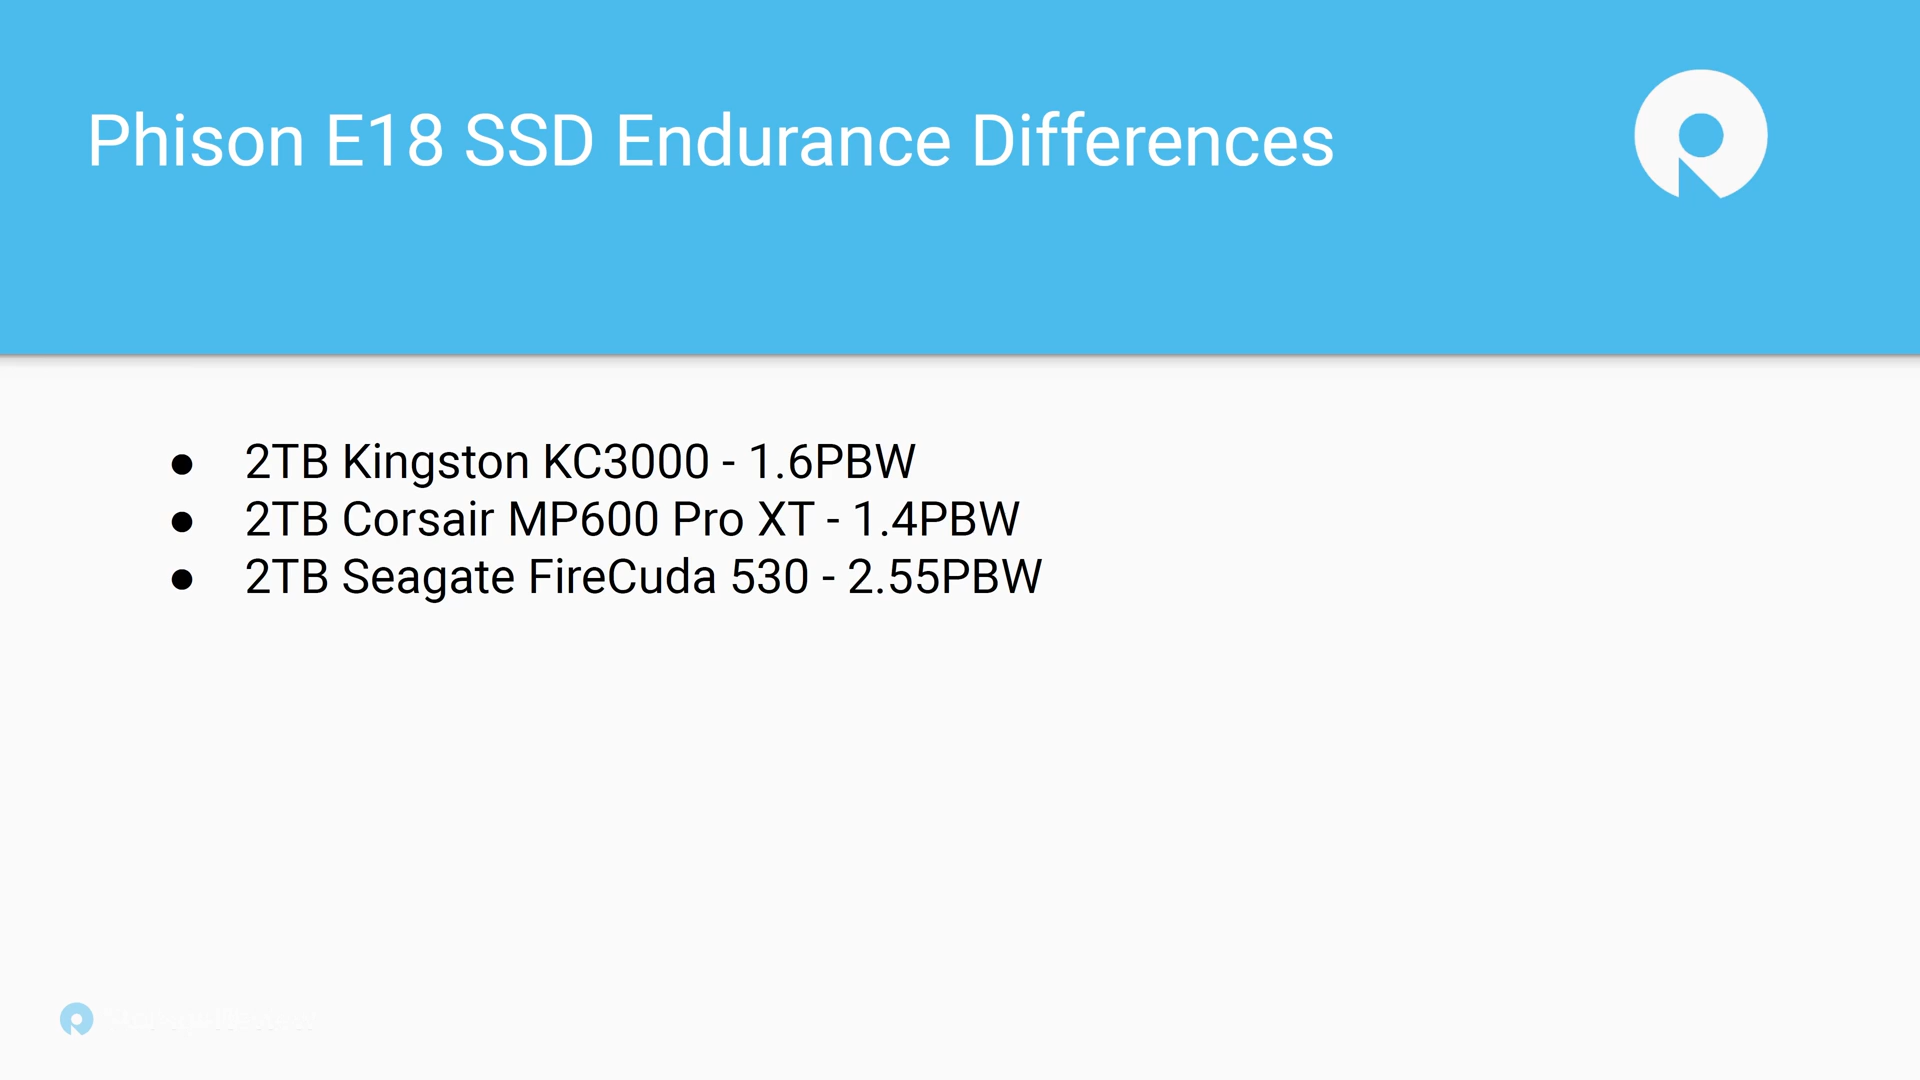 Phison E18 SSD Endurance Differences
● 2TB Kingston KC3000 - 1.6PBW
● 2TB Corsair MP600 Pro XT - 1.4PBW
● 2TB Seagate FireCuda 530 - 2.55PBW